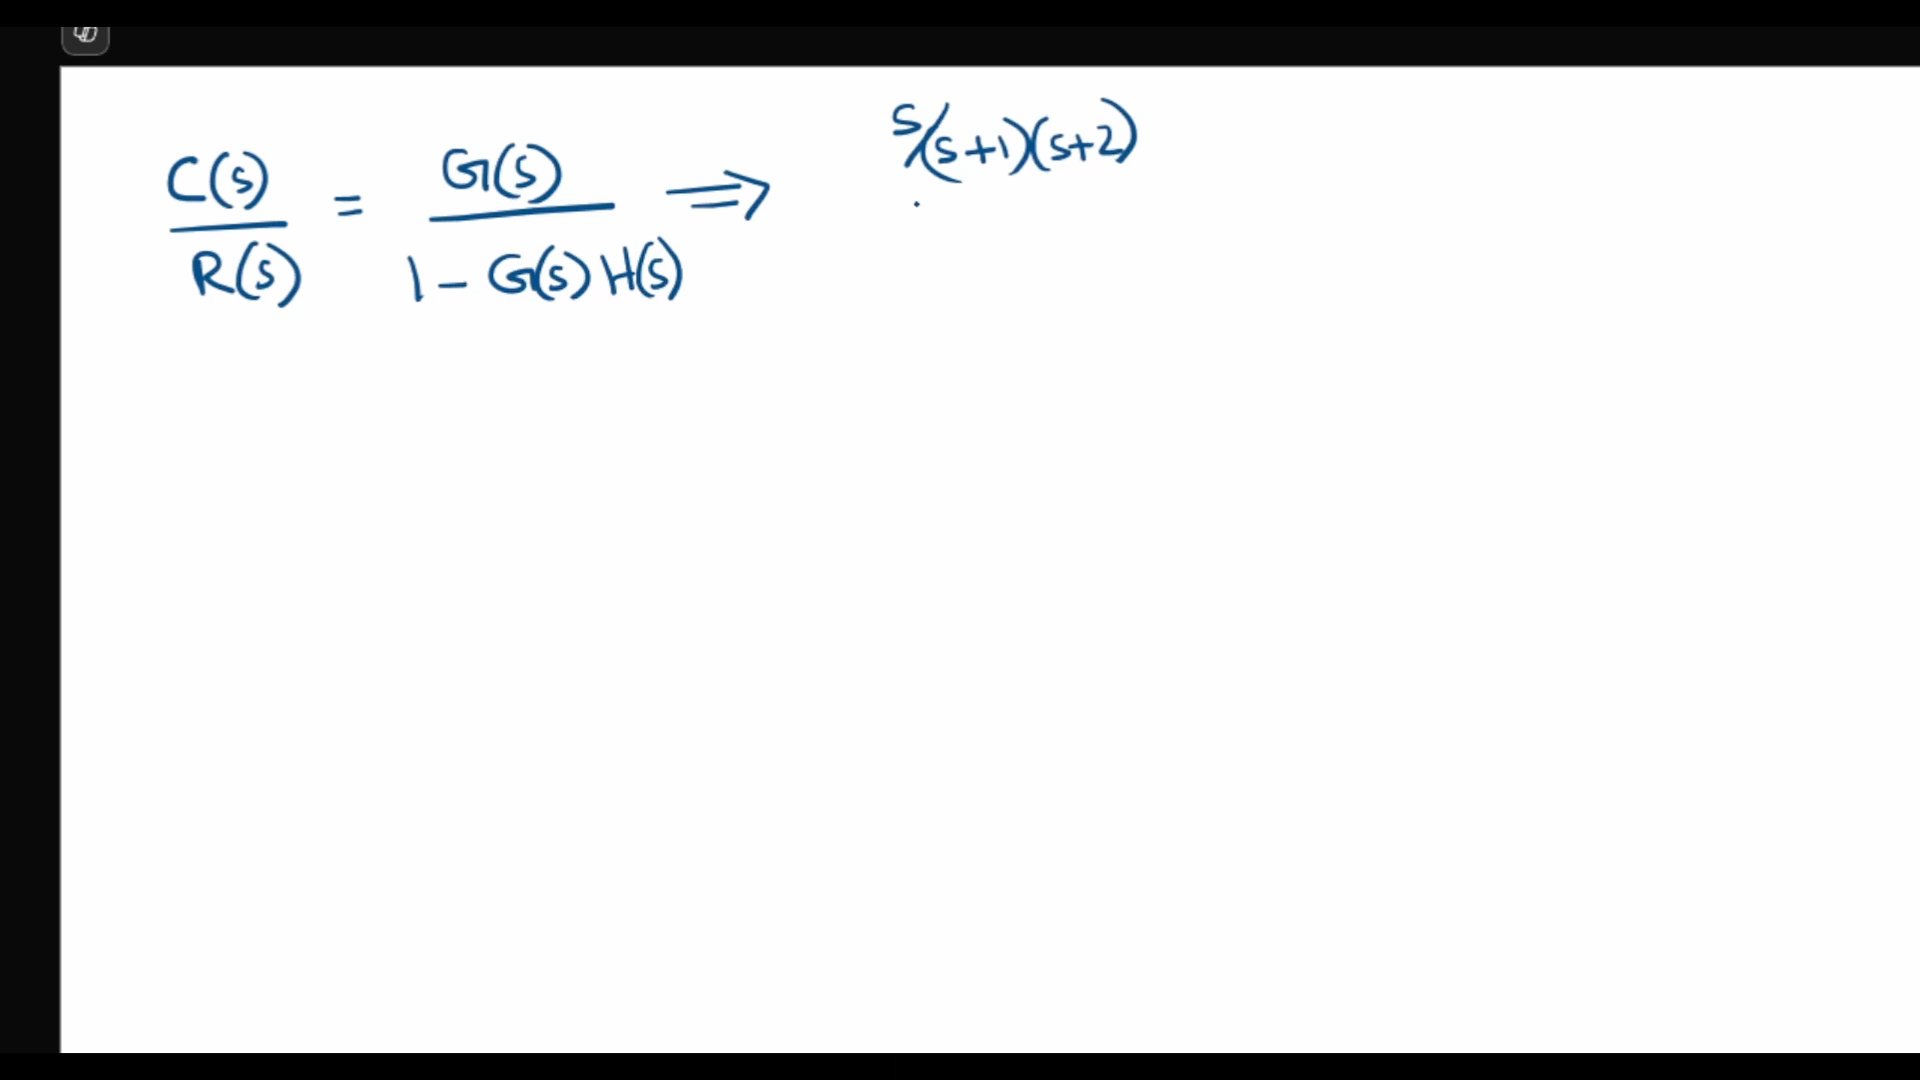 C(s)/R(s) = G(s)/1 - G(s) H(s) ⇒ s/(s+1)(s+2)